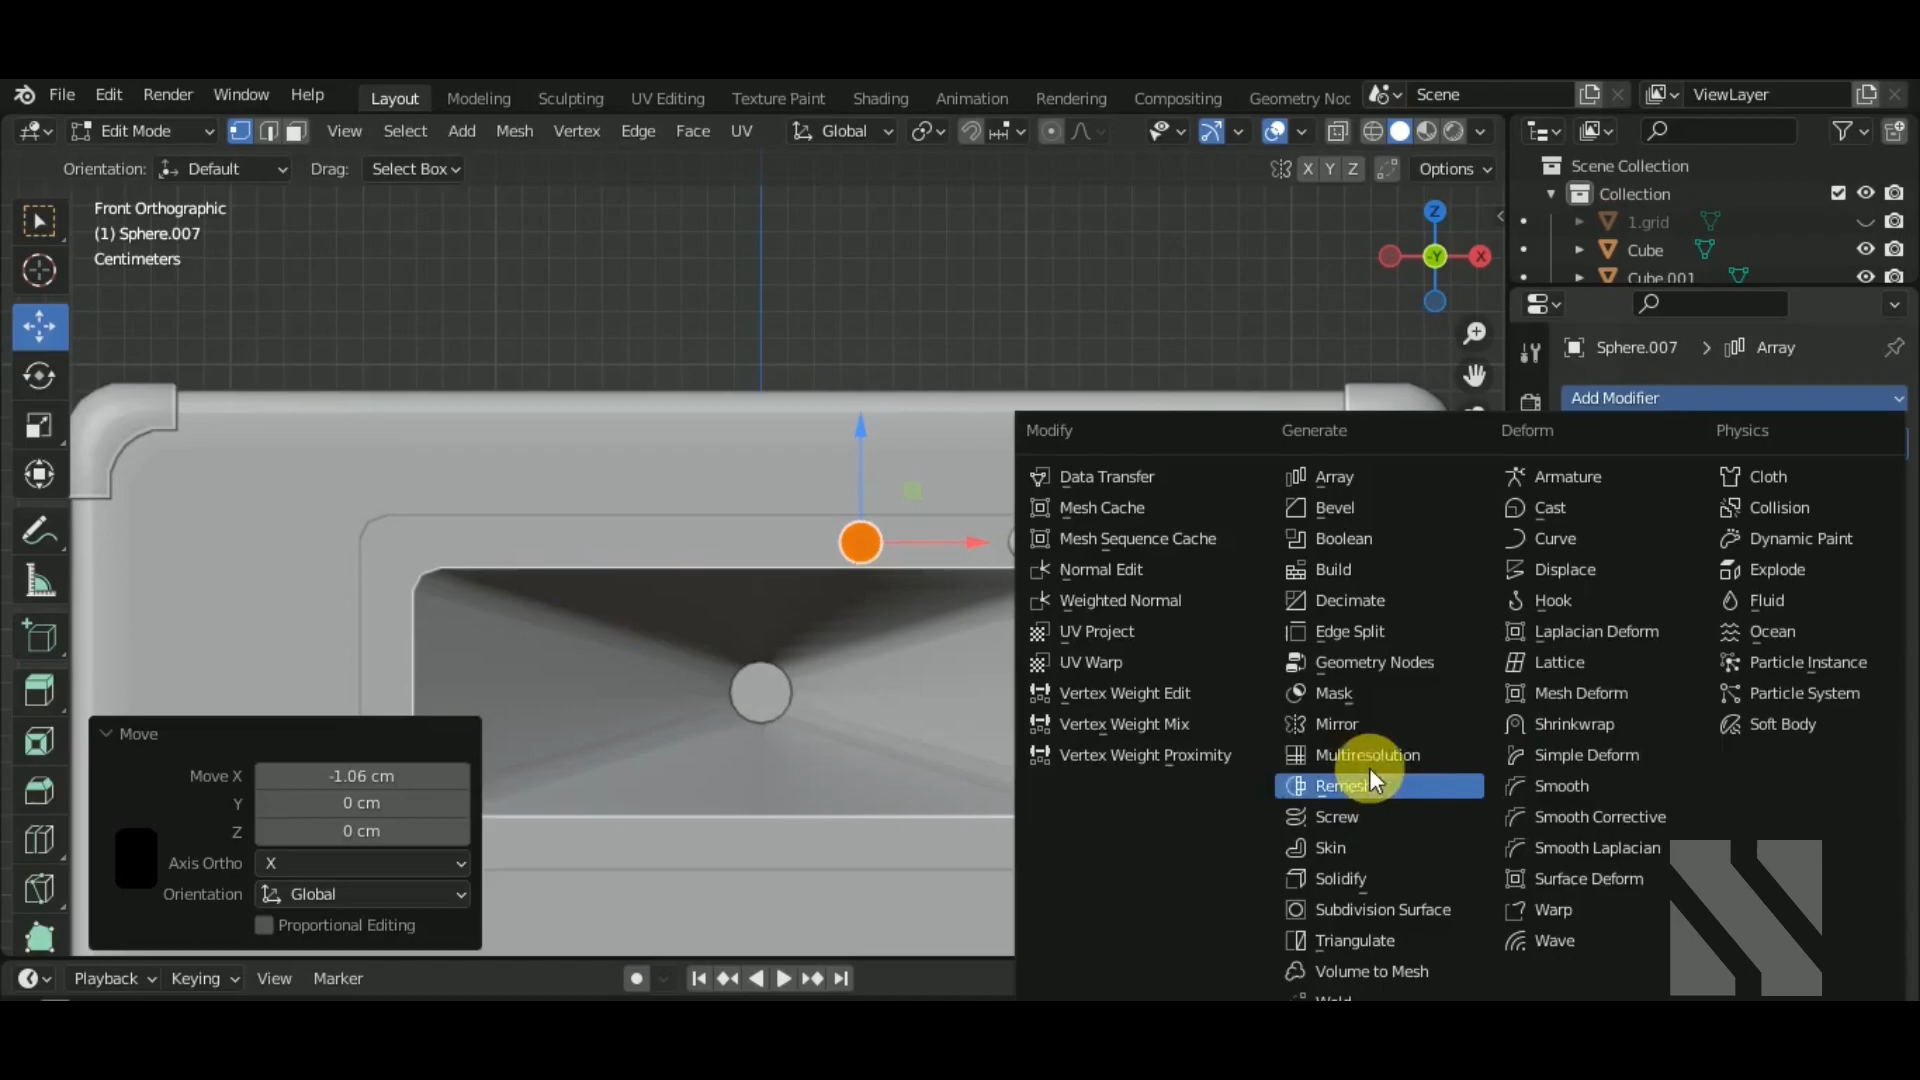 File Edit Render Window Help Layout Modeling Sculpting UV Editing Texture Paint Shading Animation Rendering Compositing Geometry Noc Scene ViewLayer
Edit Mode View Select Add Mesh Vertex Edge Face UV Global
Orientation: Default Drag: Select Box X Y Z Options
Scene Collection
Collection
1.grid
Cube
Cube.001
Front Orthographic
(1) Sphere.007
Centimeters
Z
-Y
X
Sphere.007 Array
Add Modifier
Modify Generate Deform Physics
Data Transfer Array Armature Cloth
Mesh Cache Bevel Cast Collision
Mesh Sequence Cache Boolean Curve Dynamic Paint
Normal Edit Build Displace Explode
Weighted Normal Decimate Hook Fluid
UV Project Edge Split Laplacian Deform Ocean
UV Warp Geometry Nodes Lattice Particle Instance
Vertex Weight Edit Mask Mesh Deform Particle System
Vertex Weight Mix Mirror Shrinkwrap Soft Body
Vertex Weight Proximity Multiresolution Simple Deform
Remesh Smooth
Screw Smooth Corrective
Skin Smooth Laplacian
Solidify Surface Deform
Subdivision Surface Warp
Triangulate Wave
Volume to Mesh
Weld
Move
Move X -1.06 cm
Y 0 cm
Z 0 cm
Axis Ortho X
Orientation Global
Proportional Editing
Playback Keying View Marker